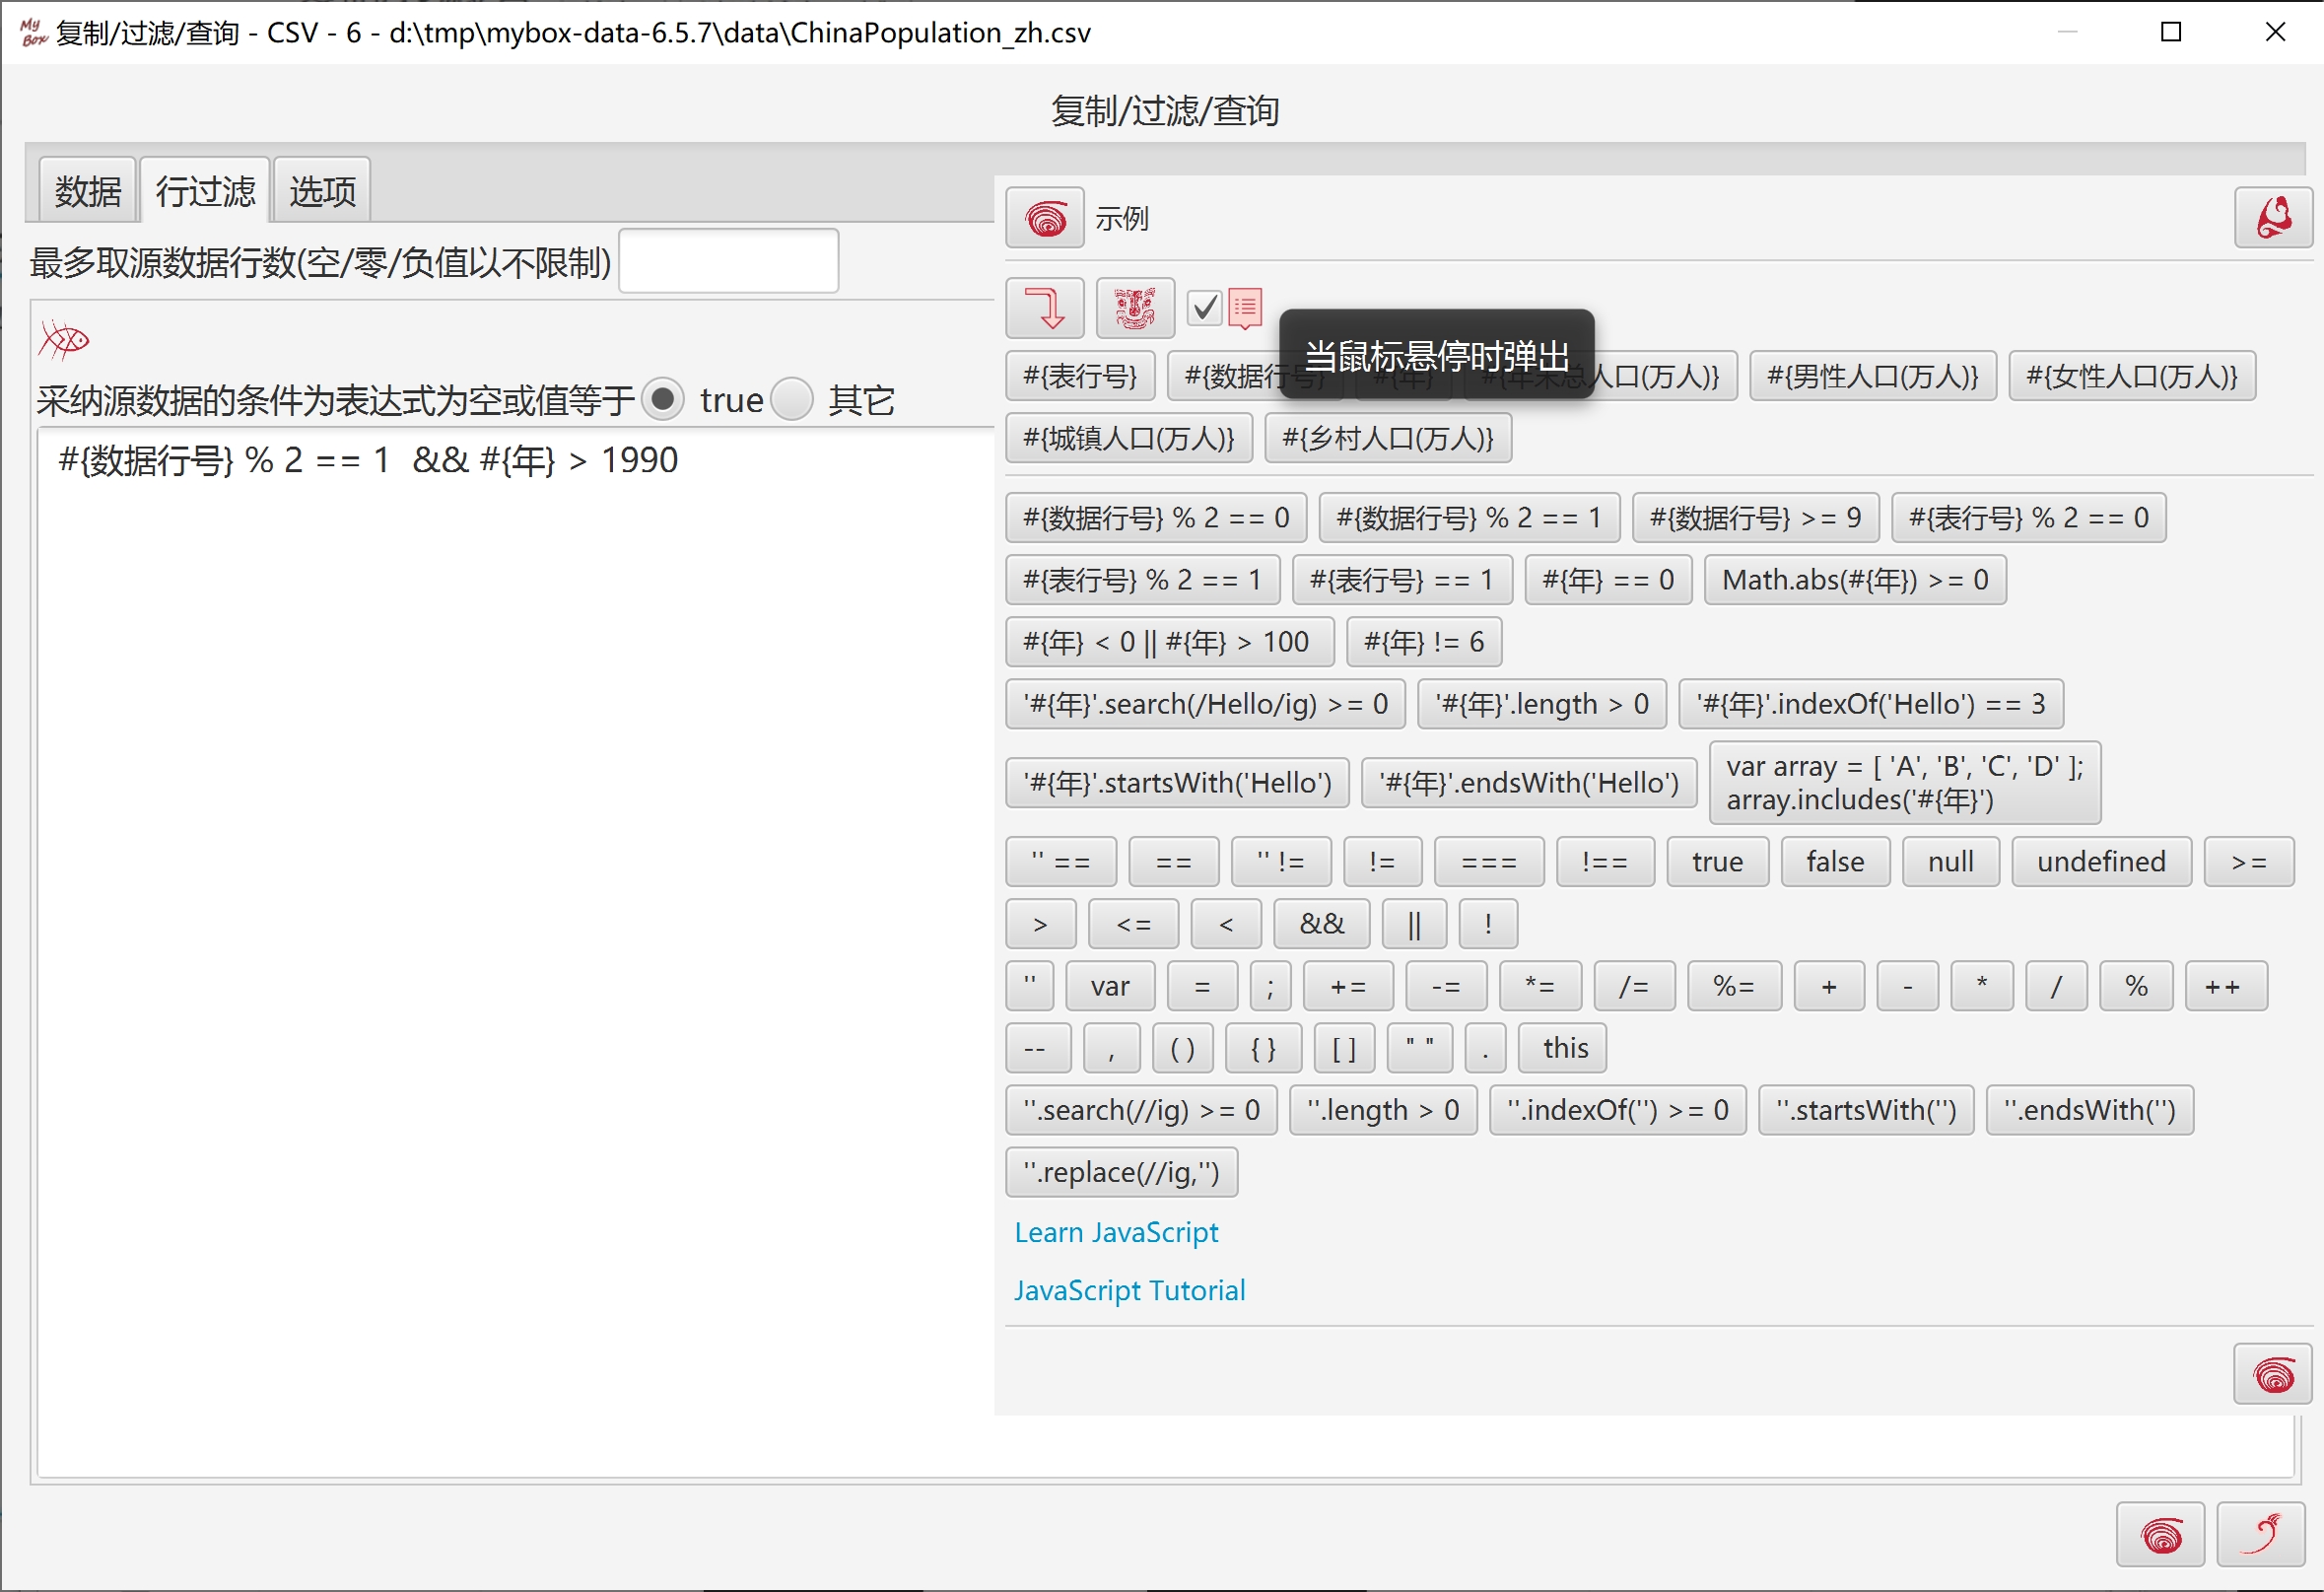 My Box 复制/过滤/查询 - CSV - 6 - d:\tmp\mybox-data-6.5.7\data\ChinaPopulation_zh.csv
复制/过滤/查询
数据 行过滤 选项
最多取源数据行数(空/零/负值以不限制)
采纳源数据的条件为表达式为空或值等于 true 其它
#{数据行号} % 2 == 1  && #{年} > 1990
示例
当鼠标悬停时弹出
#{表行号} #{数据行号} #{年} #{年末总人口(万人)} #{男性人口(万人)} #{女性人口(万人)}
#{城镇人口(万人)} #{乡村人口(万人)}
#{数据行号} % 2 == 0 #{数据行号} % 2 == 1 #{数据行号} >= 9 #{表行号} % 2 == 0
#{表行号} % 2 == 1 #{表行号} == 1 #{年} == 0 Math.abs(#{年}) >= 0
#{年} < 0 || #{年} > 100 #{年} != 6
'#{年}'.search(/Hello/ig) >= 0 '#{年}'.length > 0 '#{年}'.indexOf('Hello') == 3
'#{年}'.startsWith('Hello') '#{年}'.endsWith('Hello') var array = [ 'A', 'B', 'C', 'D' ];
array.includes('#{年}')
'' == == '' != != === !== true false null undefined >=
> <= < && || !
'' var = ; += -= *= /= %= + - * / % ++
-- , ( ) { } [ ] " " . this
''.search(//ig) >= 0 ''.length > 0 ''.indexOf('') >= 0 ''.startsWith('') ''.endsWith('')
''.replace(//ig,'')
Learn JavaScript
JavaScript Tutorial